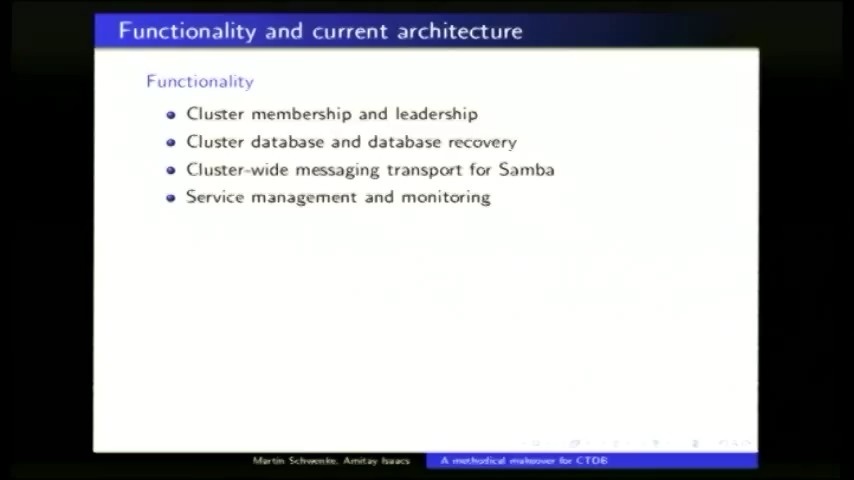 Functionality and current architecture
Functionality
Cluster membership and leadership
Cluster database and database recovery
Cluster-wide messaging transport for Samba
Service management and monitoring
Martin Schwenke, Amitay Isaacs
A methodical makeover for CTDB